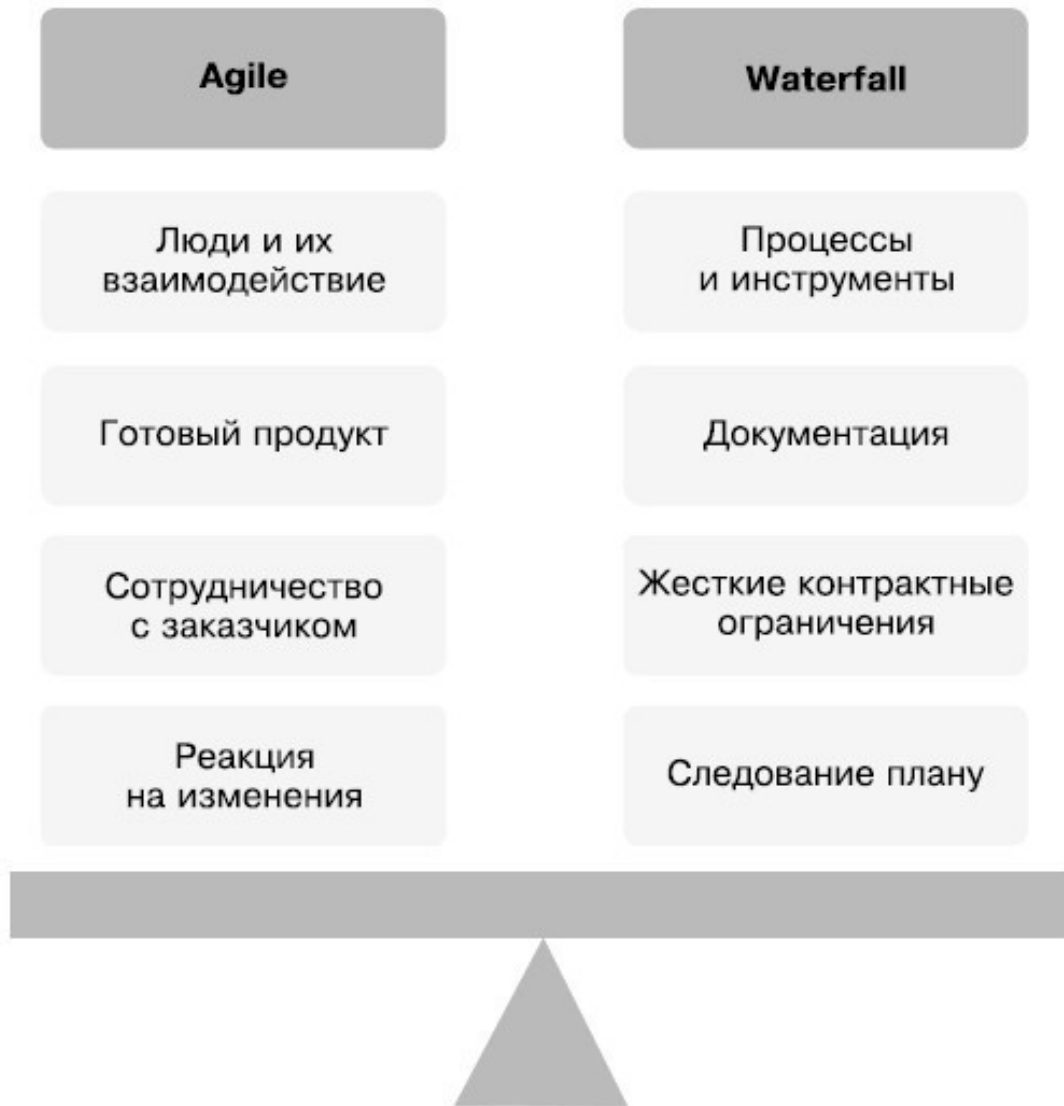 Agile
Waterfall
Люди и их
взаимодействие
Процессы
и инструменты
Готовый продукт
Документация
Сотрудничество
с заказчиком
Жесткие контрактные
ограничения
Реакция
на изменения
Следование плану